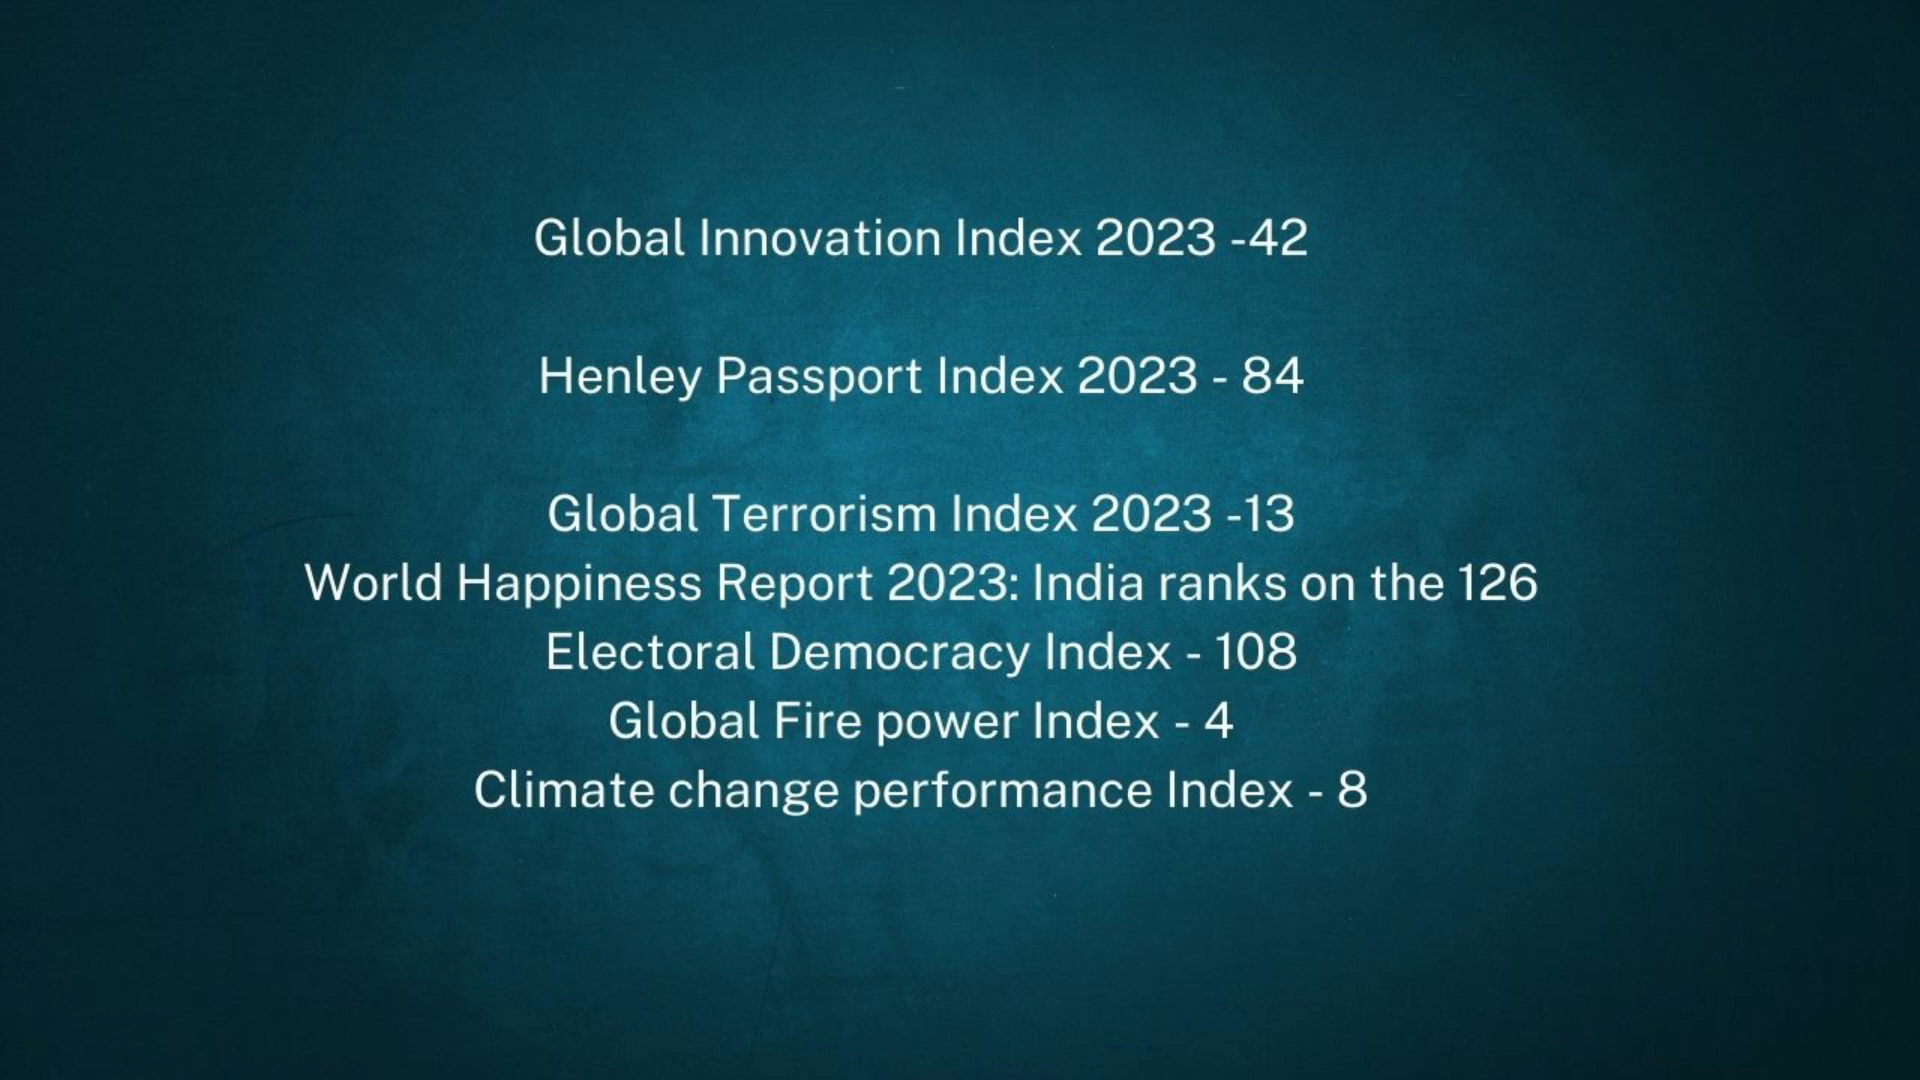 Global Innovation Index 2023 -42
Henley Passport Index 2023 - 84
Global Terrorism Index 2023 -13
World Happiness Report 2023: India ranks on the 126
Electoral Democracy Index - 108
Global Fire power Index - 4
Climate change performance Index - 8